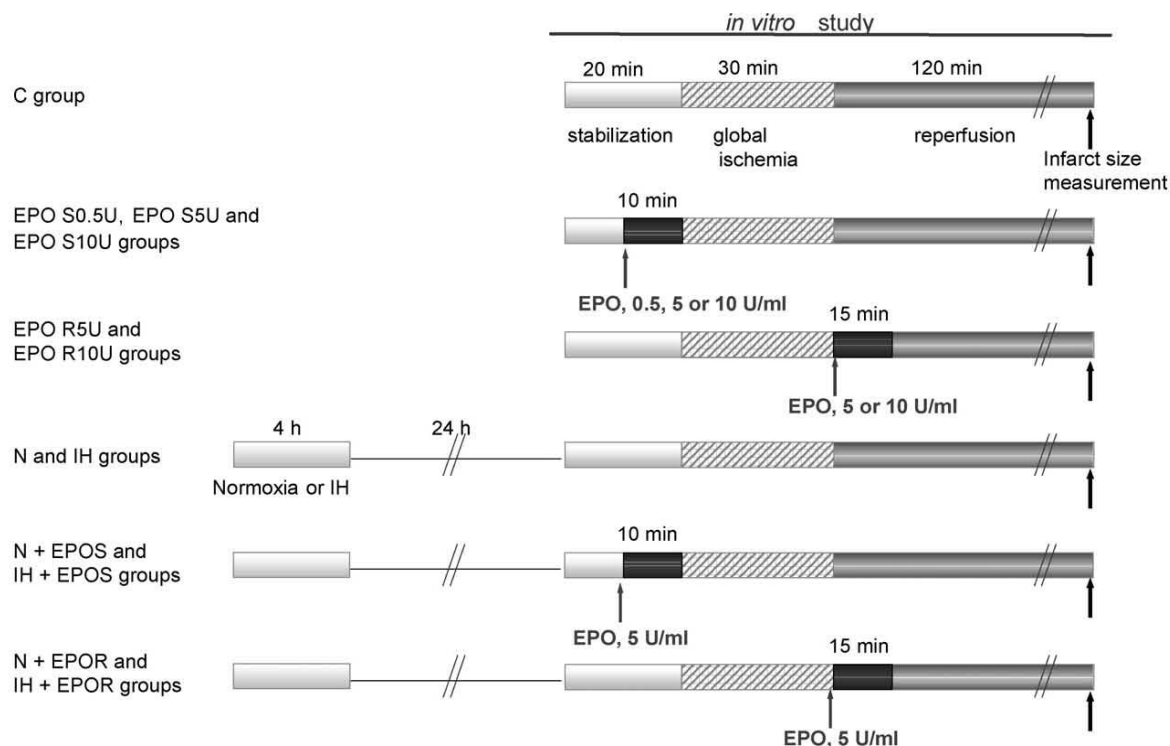 in vitro study
20 min 30 min 120 min
C group
stabilization global ischemia reperfusion
Infarct size measurement
10 min
EPO S0.5U, EPO S5U and
EPO S10U groups
EPO, 0.5, 5 or 10 U/ml
15 min
EPO R5U and
EPO R10U groups
EPO, 5 or 10 U/ml
4 h 24 h
N and IH groups
Normoxia or IH
10 min
N + EPOS and
IH + EPOS groups
EPO, 5 U/ml
15 min
N + EPOR and
IH + EPOR groups
EPO, 5 U/ml